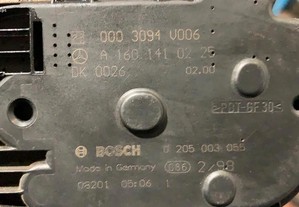 000 3094 V006
A 168 141 02 25
DK 0026 02.00
>PBT-GF30<
BOSCH 0 205 003 055
Made in Germany 086 2/98
08201 05:06 1